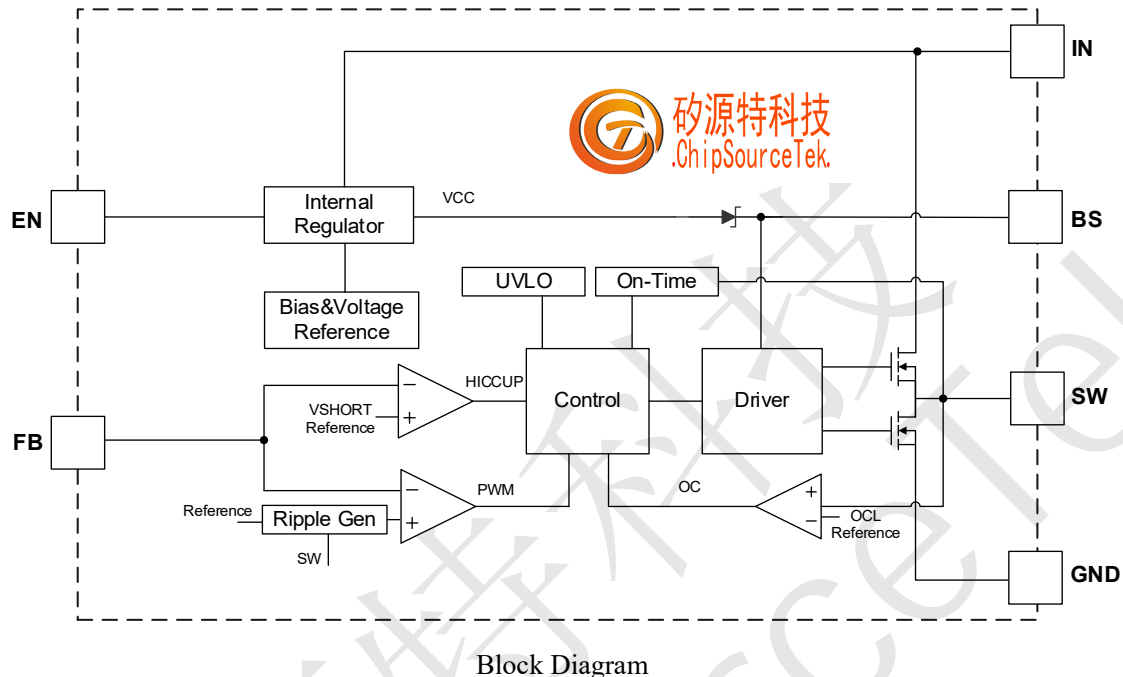 IN
矽源特科技
.ChipSourceTek.
EN
Internal
Regulator
VCC
BS
UVLO
On-Time
Bias&Voltage
Reference
HICCUP
VSHORT
Reference
Control
Driver
SW
FB
PWM
OC
Reference
Ripple Gen
OCL
Reference
SW
GND
Block Diagram